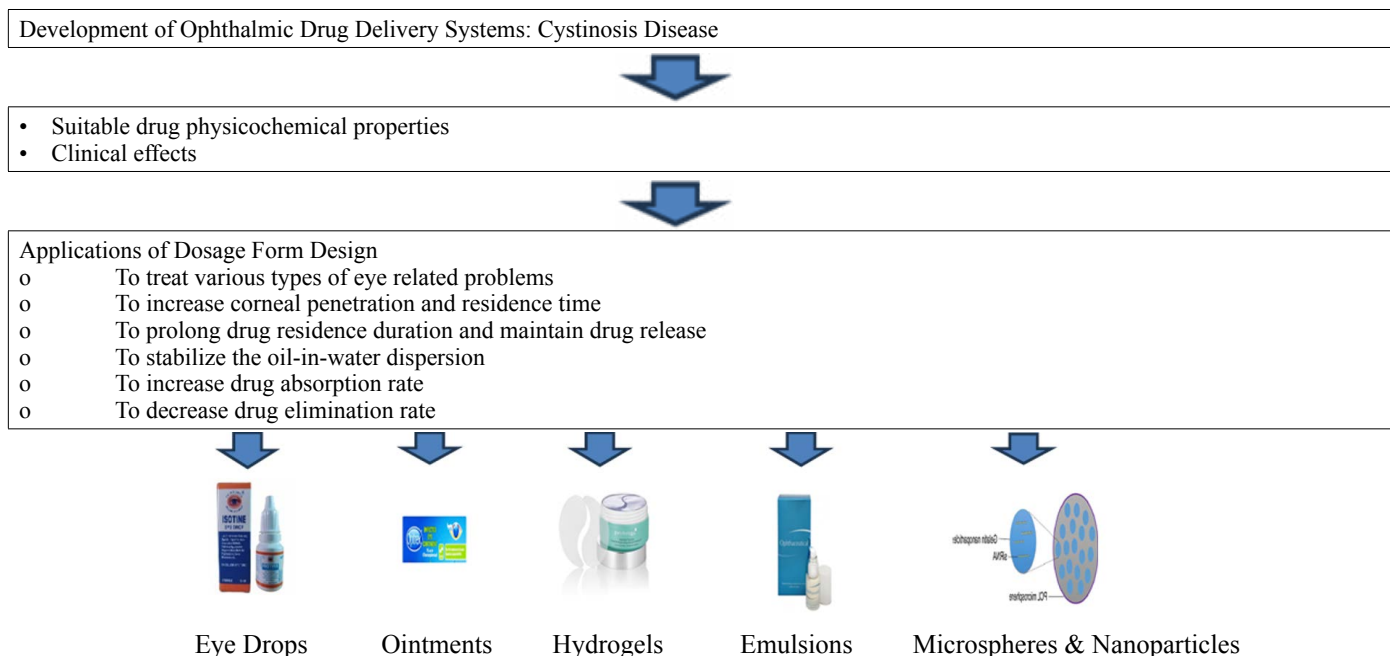 Development of Ophthalmic Drug Delivery Systems: Cystinosis Disease
• Suitable drug physicochemical properties
• Clinical effects
Applications of Dosage Form Design
o To treat various types of eye related problems
o To increase corneal penetration and residence time
o To prolong drug residence duration and maintain drug release
o To stabilize the oil-in-water dispersion
o To increase drug absorption rate
o To decrease drug elimination rate
ISOTINE
EYE DROP
Gelatin nanoparticle
siRNA
PCL microsphere
Eye Drops Ointments Hydrogels Emulsions Microspheres & Nanoparticles